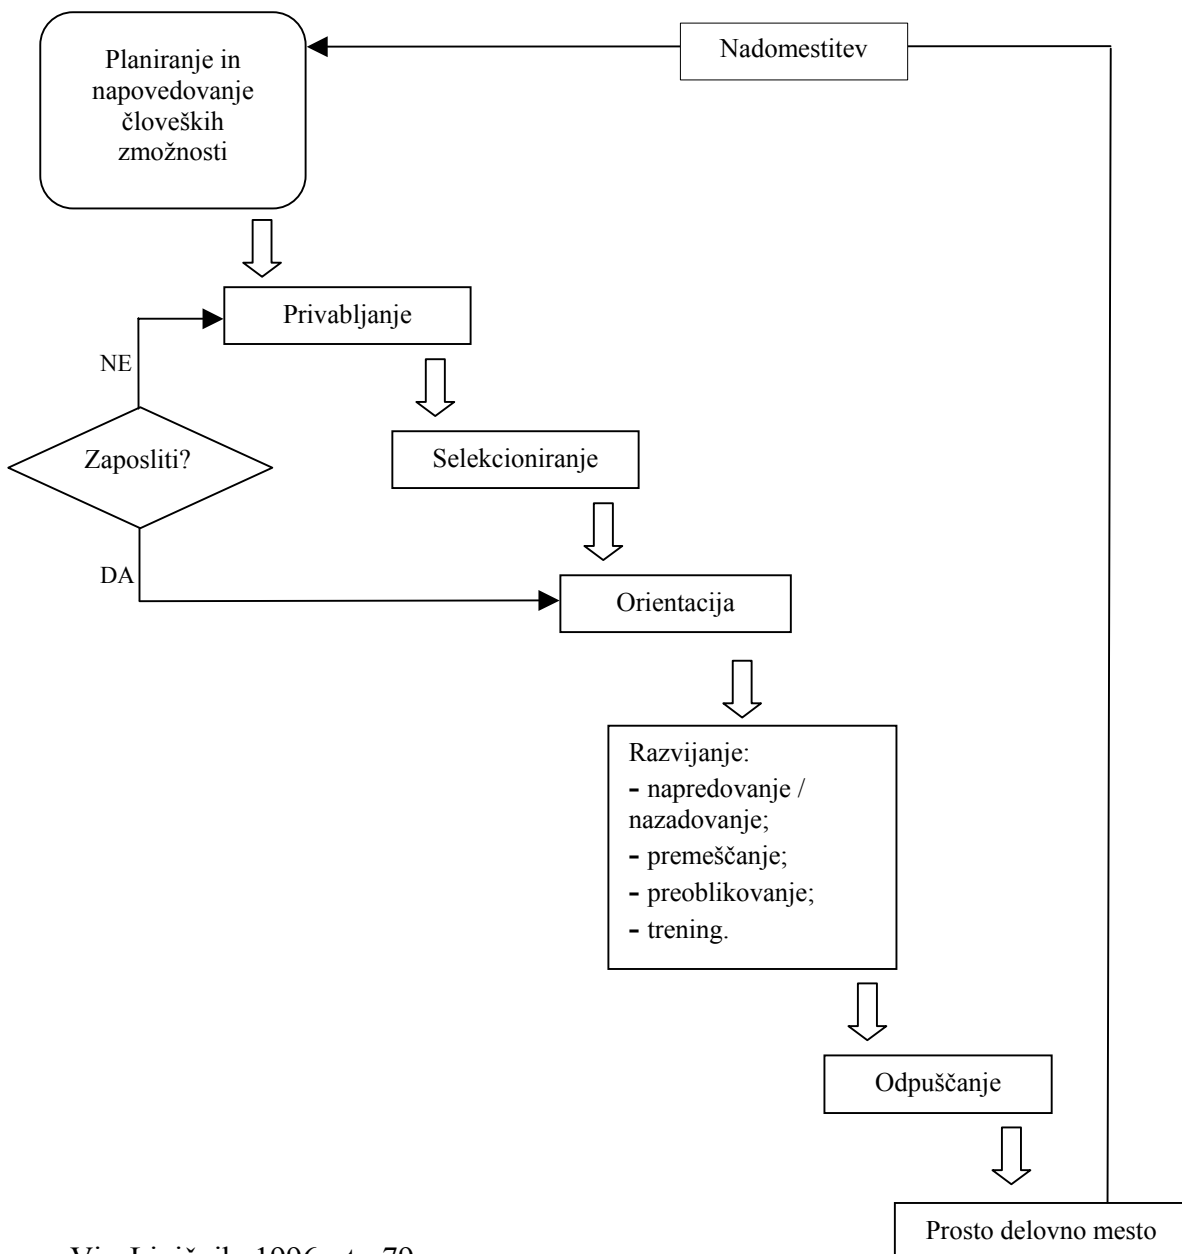 Planiranje in
napovedovanje
človeških
zmožnosti
Nadomestitev
Privabljanje
NE
Zaposliti?
Selekcioniranje
DA
Orientacija
Razvijanje:
- napredovanje /
nazadovanje;
- premeščanje;
- preoblikovanje;
- trening.
Odpuščanje
Prosto delovno mesto